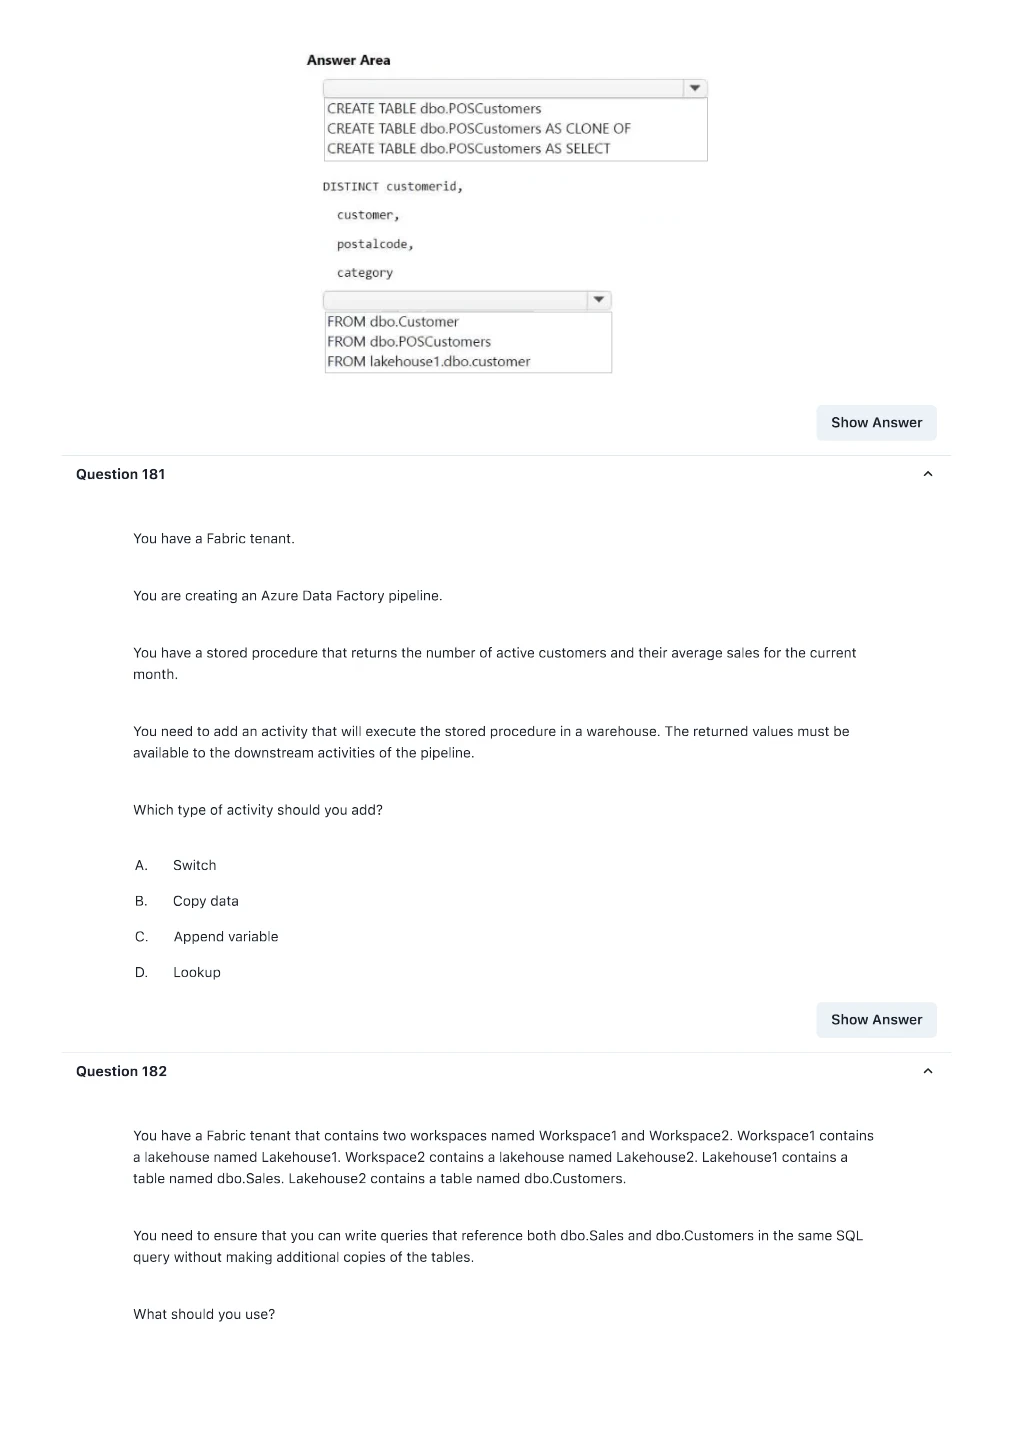 Answer Area
CREATE TABLE dbo.POSCustomers
CREATE TABLE dbo.POSCustomers AS CLONE OF
CREATE TABLE dbo.POSCustomers AS SELECT
DISTINCT customerid,
customer,
postalcode,
category
FROM dbo.Customer
FROM dbo.POSCustomers
FROM lakehouse1.dbo.customer
Show Answer
Question 181
You have a Fabric tenant.
You are creating an Azure Data Factory pipeline.
You have a stored procedure that returns the number of active customers and their average sales for the current
month.
You need to add an activity that will execute the stored procedure in a warehouse. The returned values must be
available to the downstream activities of the pipeline.
Which type of activity should you add?
A. Switch
B. Copy data
C. Append variable
D. Lookup
Show Answer
Question 182
You have a Fabric tenant that contains two workspaces named Workspace1 and Workspace2. Workspace1 contains
a lakehouse named Lakehouse1. Workspace2 contains a lakehouse named Lakehouse2. Lakehouse1 contains a
table named dbo.Sales. Lakehouse2 contains a table named dbo.Customers.
You need to ensure that you can write queries that reference both dbo.Sales and dbo.Customers in the same SQL
query without making additional copies of the tables.
What should you use?